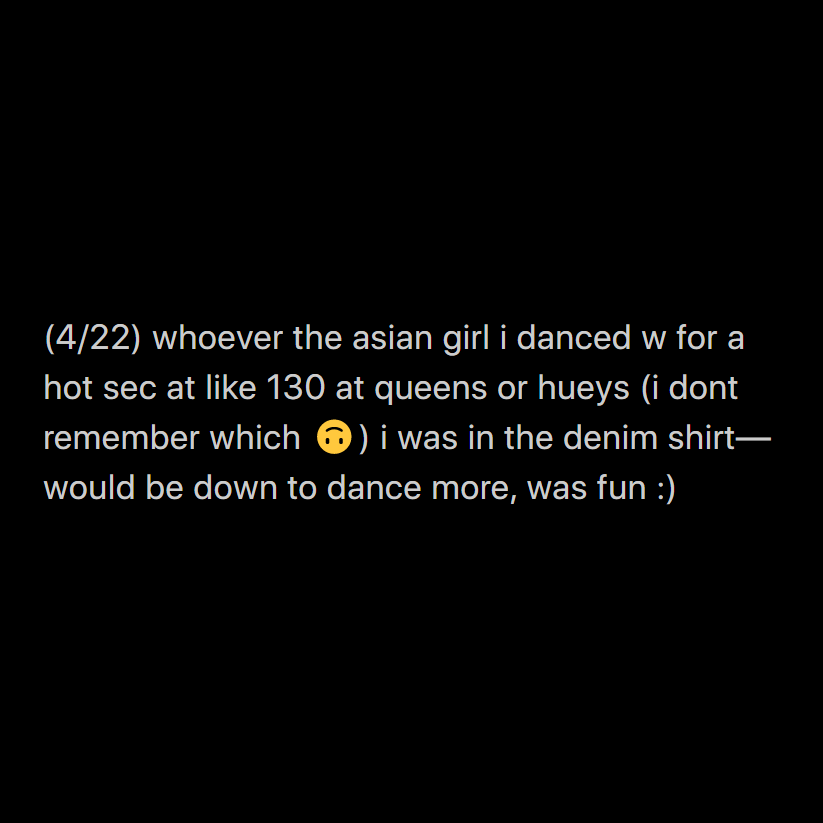 (4/22) whoever the asian girl i danced w for a
hot sec at like 130 at queens or hueys (i dont
remember which 🙃) i was in the denim shirt—
would be down to dance more, was fun :)